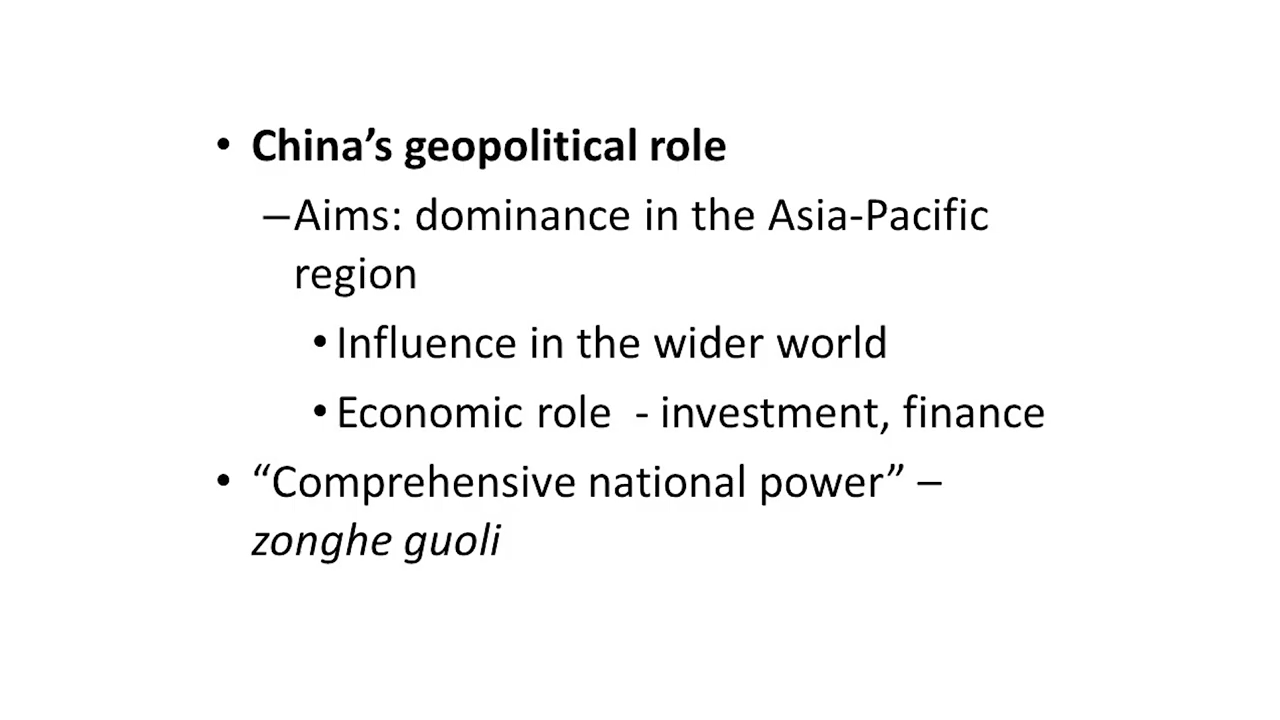 • China’s geopolitical role
–Aims: dominance in the Asia-Pacific
region
• Influence in the wider world
• Economic role  - investment, finance
• “Comprehensive national power” –
zonghe guoli